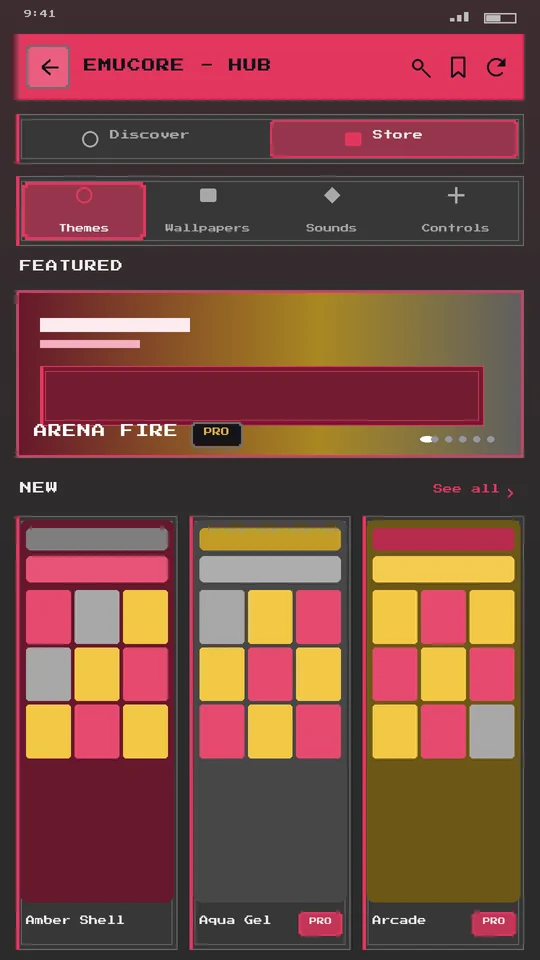 9:41
EMUCORE - HUB
Discover
Store
Themes
Wallpapers
Sounds
Controls
FEATURED
ARENA FIRE
PRO
NEW
See all
Amber Shell
Aqua Gel
PRO
Arcade
PRO